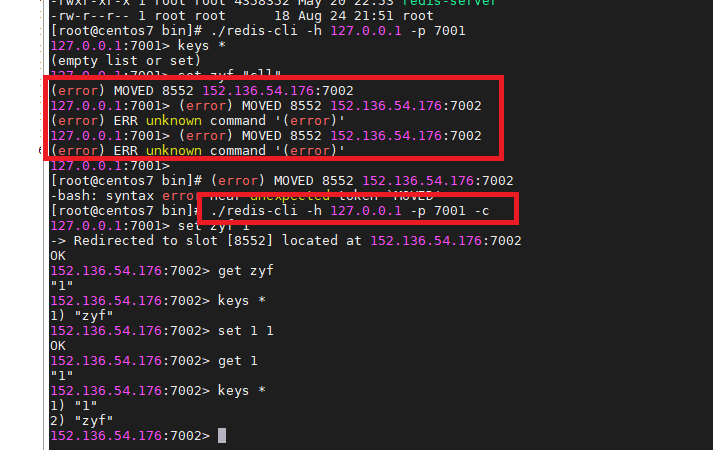 -rwxr-xr-x 1 root root 4358352 May 20 22:53 redis-server
-rw-r--r-- 1 root root      18 Aug 24 21:51 root
[root@centos7 bin]# ./redis-cli -h 127.0.0.1 -p 7001
127.0.0.1:7001> keys *
(empty list or set)
127.0.0.1:7001> set zyf "cll"
(error) MOVED 8552 152.136.54.176:7002
127.0.0.1:7001> (error) MOVED 8552 152.136.54.176:7002
(error) ERR unknown command '(error)'
127.0.0.1:7001> (error) MOVED 8552 152.136.54.176:7002
(error) ERR unknown command '(error)'
127.0.0.1:7001>
[root@centos7 bin]# (error) MOVED 8552 152.136.54.176:7002
-bash: syntax error near unexpected token `MOVED'
[root@centos7 bin]# ./redis-cli -h 127.0.0.1 -p 7001 -c
127.0.0.1:7001> set zyf 1
-> Redirected to slot [8552] located at 152.136.54.176:7002
OK
152.136.54.176:7002> get zyf
"1"
152.136.54.176:7002> keys *
1) "zyf"
152.136.54.176:7002> set 1 1
OK
152.136.54.176:7002> get 1
"1"
152.136.54.176:7002> keys *
1) "1"
2) "zyf"
152.136.54.176:7002>